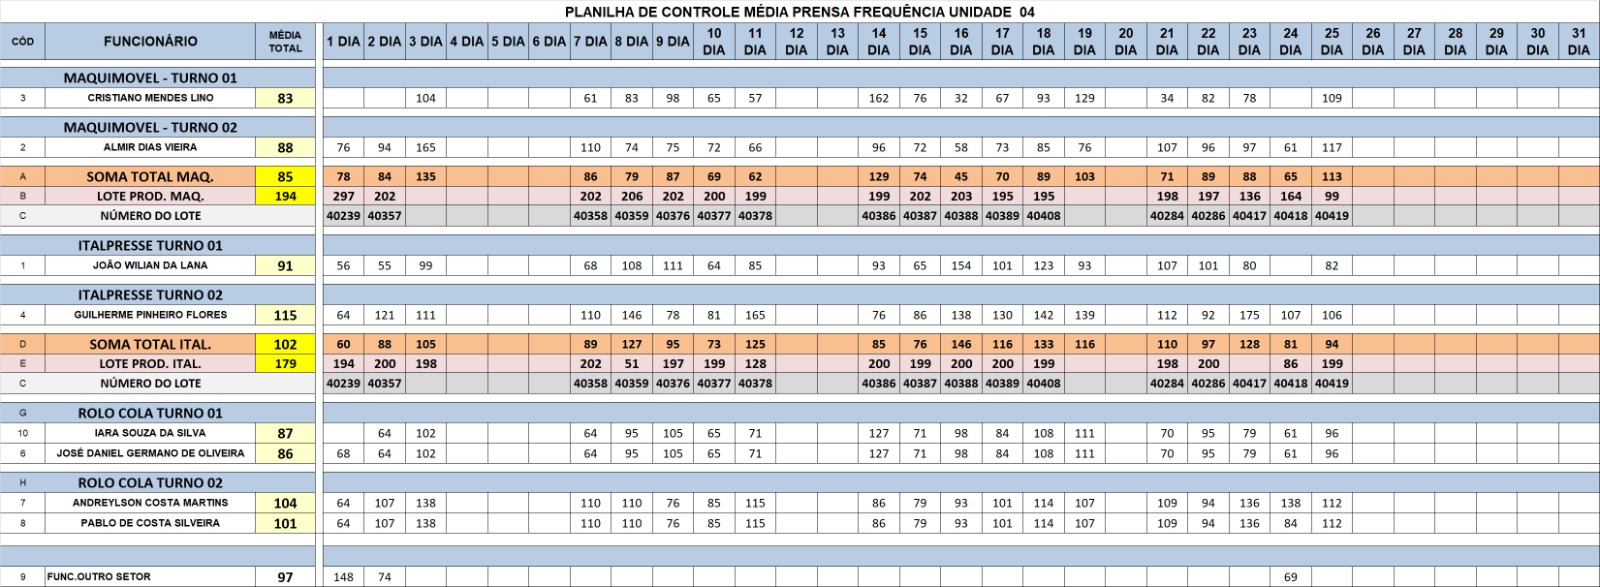 PLANILHA DE CONTROLE MÉDIA PRENSA FREQUÊNCIA UNIDADE 04
CÓD FUNCIONÁRIO MÉDIA TOTAL 1 DIA 2 DIA 3 DIA 4 DIA 5 DIA 6 DIA 7 DIA 8 DIA 9 DIA 10 DIA 11 DIA 12 DIA 13 DIA 14 DIA 15 DIA 16 DIA 17 DIA 18 DIA 19 DIA 20 DIA 21 DIA 22 DIA 23 DIA 24 DIA 25 DIA 26 DIA 27 DIA 28 DIA 29 DIA 30 DIA 31 DIA
MAQUIMOVEL - TURNO 01
3 CRISTIANO MENDES LINO 83 104 61 83 98 65 57 162 76 32 67 93 129 34 82 78 109
MAQUIMOVEL - TURNO 02
2 ALMIR DIAS VIEIRA 88 76 94 165 110 74 75 72 66 96 72 58 73 85 76 107 96 97 61 117
A SOMA TOTAL MAQ. 85 78 84 135 86 79 87 69 62 129 74 45 70 89 103 71 89 88 65 113
B LOTE PROD. MAQ. 194 297 202 202 206 202 200 199 199 199 203 195 195 198 197 136 164 99
C NÚMERO DO LOTE 40239 40357 40358 40359 40376 40377 40378 40386 40387 40388 40389 40408 40284 40286 40417 40418 40419
ITALPRESSE TURNO 01
1 JOÃO WILIAN DA LANA 91 56 55 99 68 108 111 64 85 93 65 154 101 123 93 107 101 80 82
ITALPRESSE TURNO 02
4 GUILHERME PINHEIRO FLORES 115 64 121 111 110 146 78 81 165 76 86 138 130 142 139 112 92 175 107 106
D SOMA TOTAL ITAL. 102 60 88 105 89 127 95 73 125 85 76 146 116 133 116 110 97 128 81 94
E LOTE PROD. ITAL. 179 194 200 198 202 51 197 199 128 200 199 200 200 199 198 200 86 199
C NÚMERO DO LOTE 40239 40357 40358 40359 40376 40377 40378 40386 40387 40388 40389 40408 40284 40286 40417 40418 40419
G ROLO COLA TURNO 01
10 IARA SOUZA DA SILVA 87 64 102 64 95 105 65 71 127 71 98 84 108 111 70 95 79 61 96
6 JOSÉ DANIEL GERMANO DE OLIVEIRA 86 68 64 102 64 95 105 65 71 127 71 98 84 108 111 70 95 79 61 96
H ROLO COLA TURNO 02
7 ANDREYLSON COSTA MARTINS 104 64 107 138 110 110 76 85 115 86 79 93 101 114 107 109 94 136 138 112
8 PABLO DE COSTA SILVEIRA 101 64 107 138 110 110 76 85 115 86 79 93 101 114 107 109 94 136 84 112
9 FUNC.OUTRO SETOR 97 148 74 69